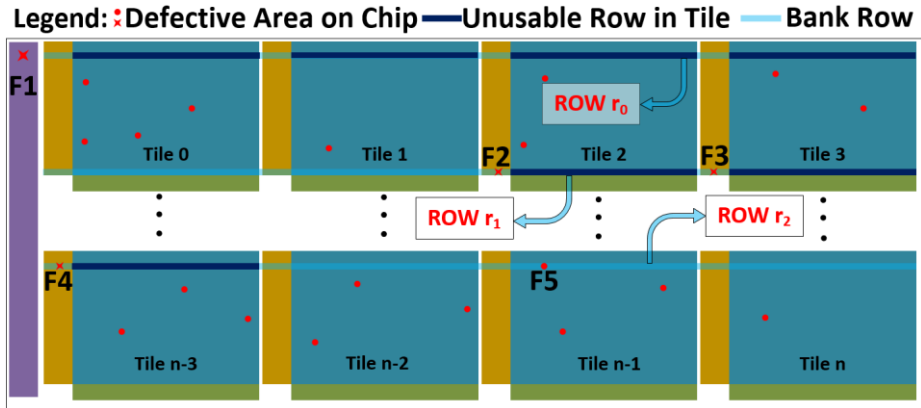 Legend: Defective Area on Chip Unusable Row in Tile Bank Row
F1
ROW r₀
Tile 0 Tile 1 F2 Tile 2 F3 Tile 3
ROW r₁ ROW r₂
F4 F5
Tile n-3 Tile n-2 Tile n-1 Tile n